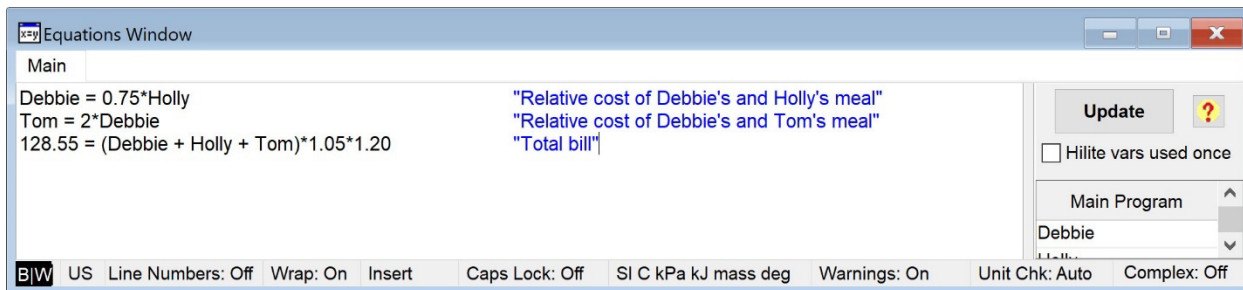 x=y Equations Window
Main
Debbie = 0.75*Holly "Relative cost of Debbie's and Holly's meal"
Tom = 2*Debbie "Relative cost of Debbie's and Tom's meal"
128.55 = (Debbie + Holly + Tom)*1.05*1.20 "Total bill"
Update ?
Hilite vars used once
Main Program
Debbie
B|W US Line Numbers: Off Wrap: On Insert Caps Lock: Off SI C kPa kJ mass deg Warnings: On Unit Chk: Auto Complex: Off